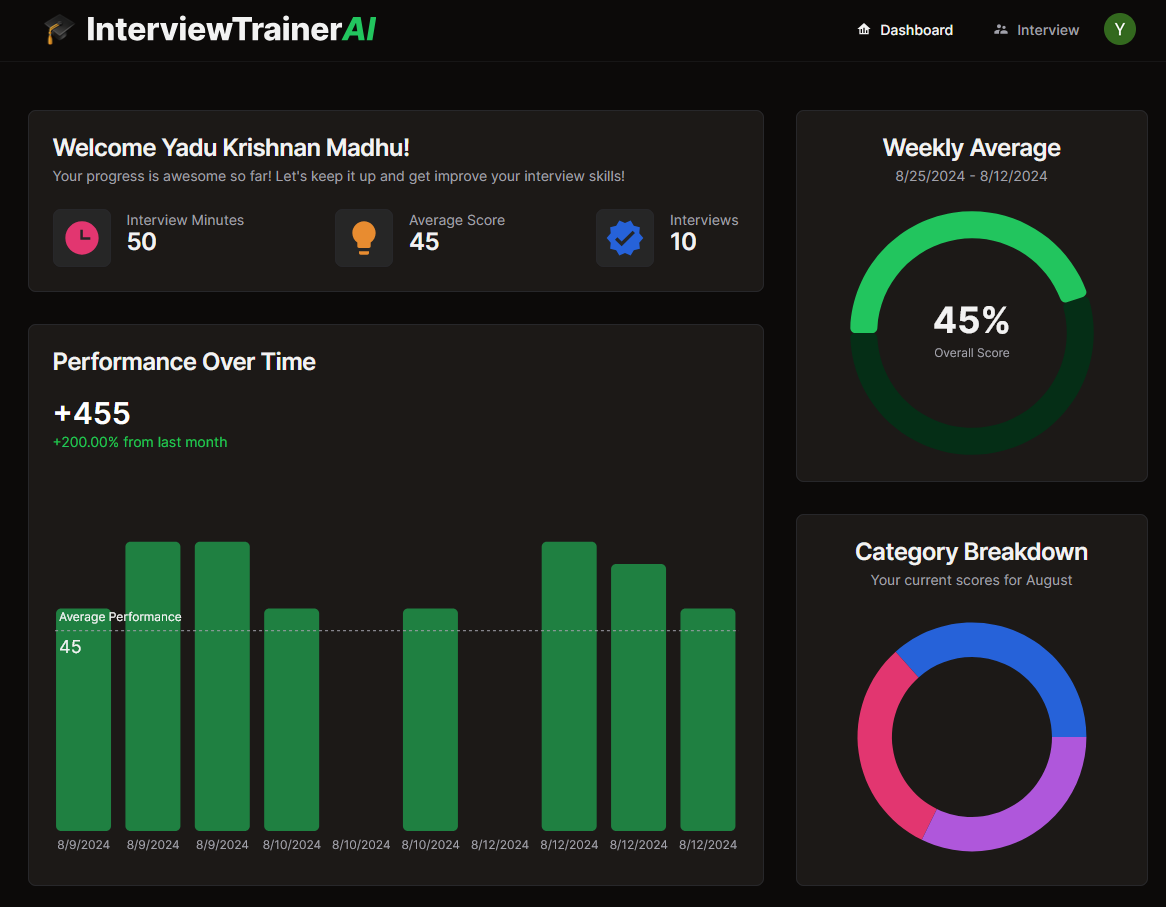 InterviewTrainerAI
Dashboard
Interview
Y
Welcome Yadu Krishnan Madhu!
Your progress is awesome so far! Let's keep it up and get improve your interview skills!
Interview Minutes
50
Average Score
45
Interviews
10
Performance Over Time
+455
+200.00% from last month
Average Performance
45
8/9/2024 8/9/2024 8/9/2024 8/10/2024 8/10/2024 8/10/2024 8/12/2024 8/12/2024 8/12/2024 8/12/2024
Weekly Average
8/25/2024 - 8/12/2024
45%
Overall Score
Category Breakdown
Your current scores for August